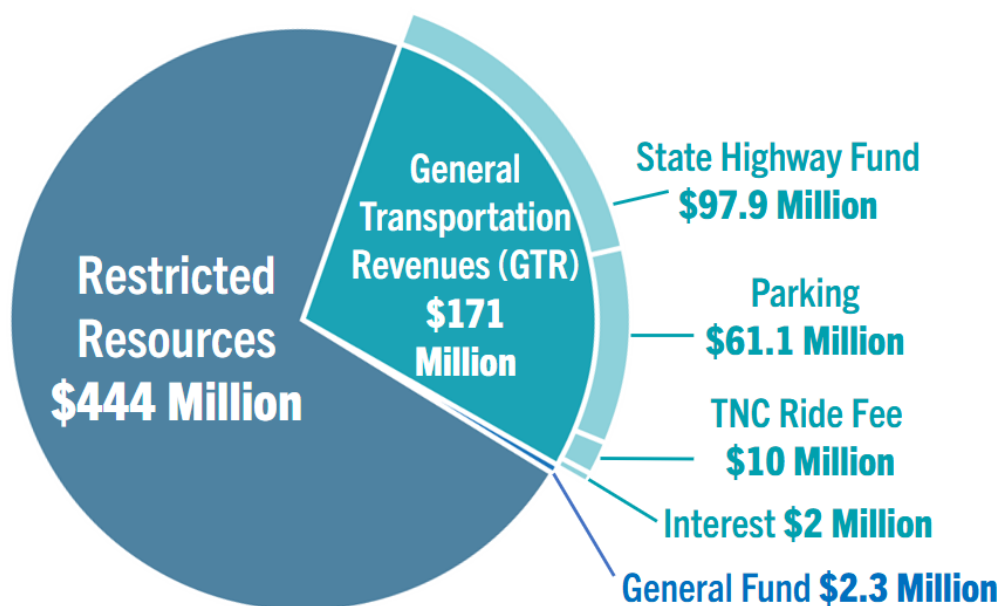 Restricted
Resources
$444 Million
General
Transportation
Revenues (GTR)
$171
Million
State Highway Fund
$97.9 Million
Parking
$61.1 Million
TNC Ride Fee
$10 Million
Interest $2 Million
General Fund $2.3 Million